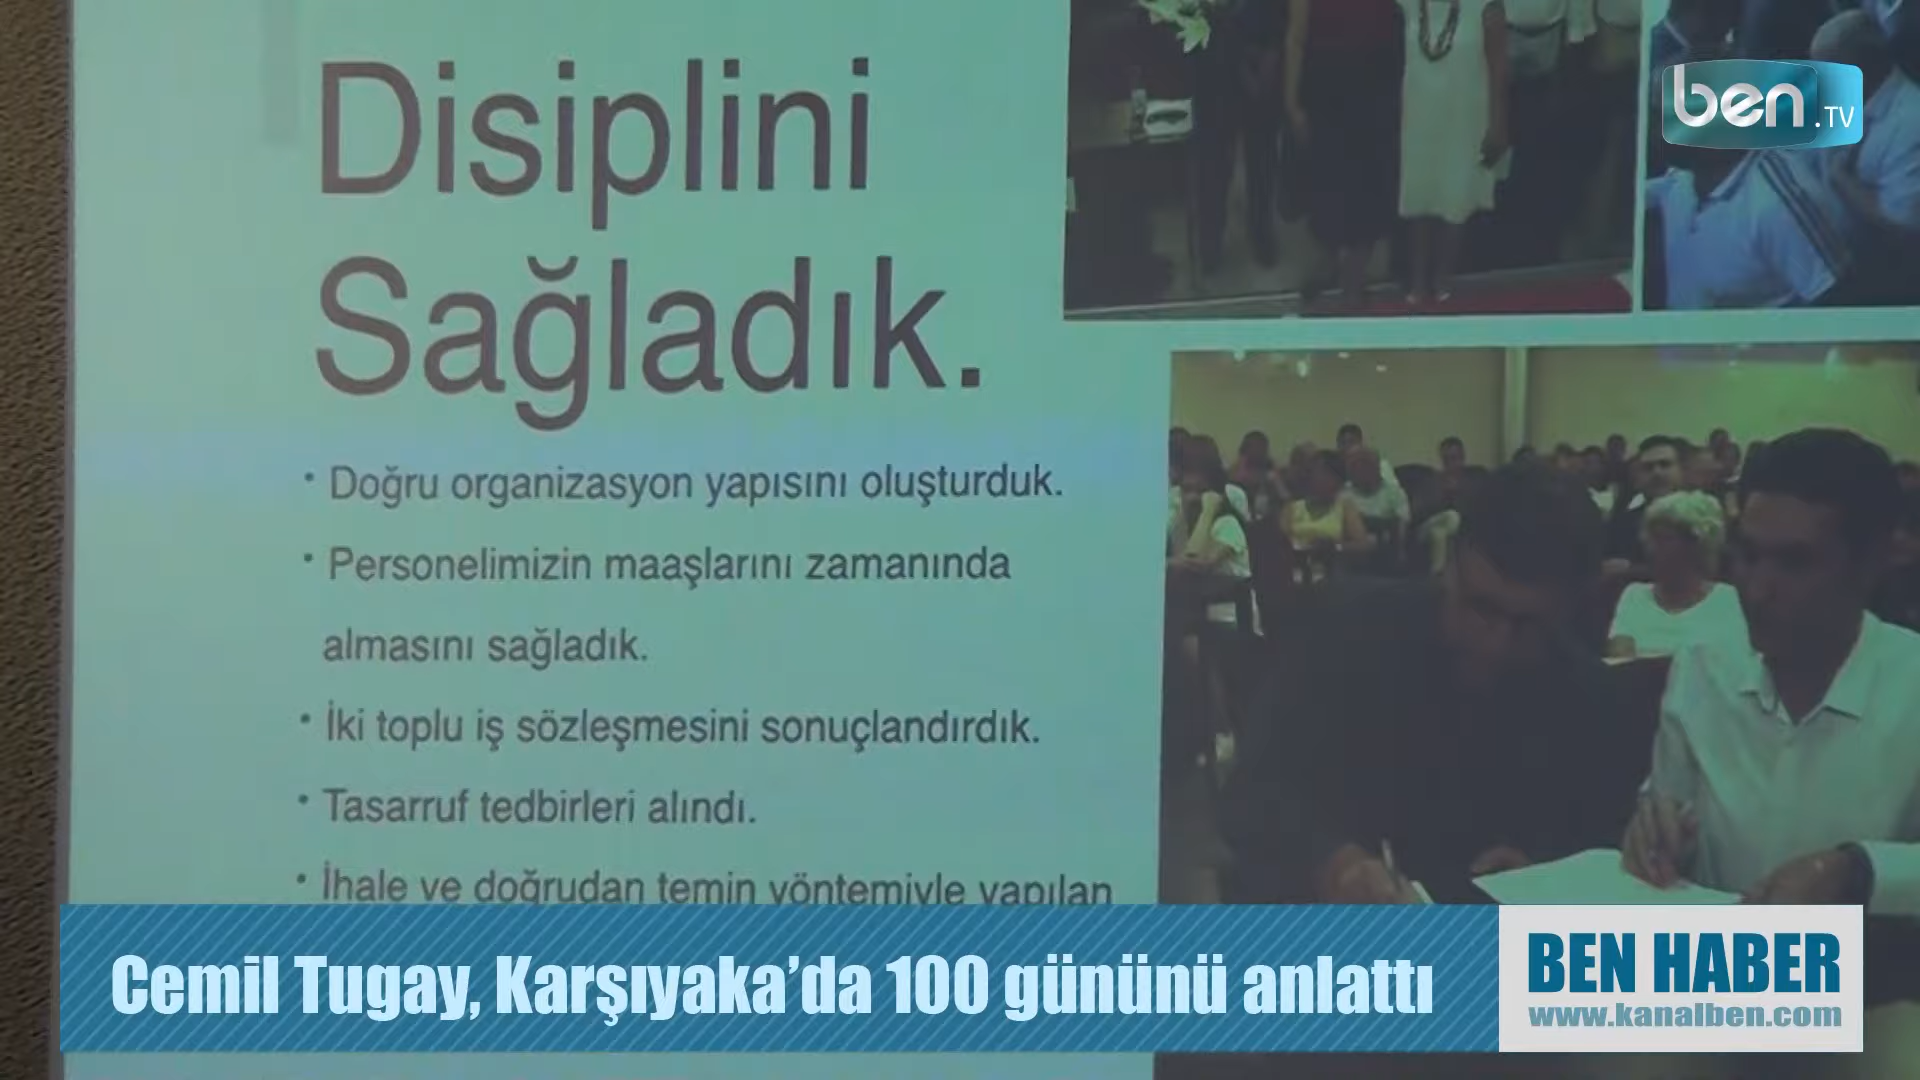 Disiplini
Sağladık.
• Doğru organizasyon yapısını oluşturduk.
• Personelimizin maaşlarını zamanında
almasını sağladık.
• İki toplu iş sözleşmesini sonuçlandırdık.
• Tasarruf tedbirleri alındı.
• İhale ve doğrudan temin yöntemiyle yapılan
ben.TV
Cemil Tugay, Karşıyaka’da 100 gününü anlattı
BEN HABER
www.kanalben.com